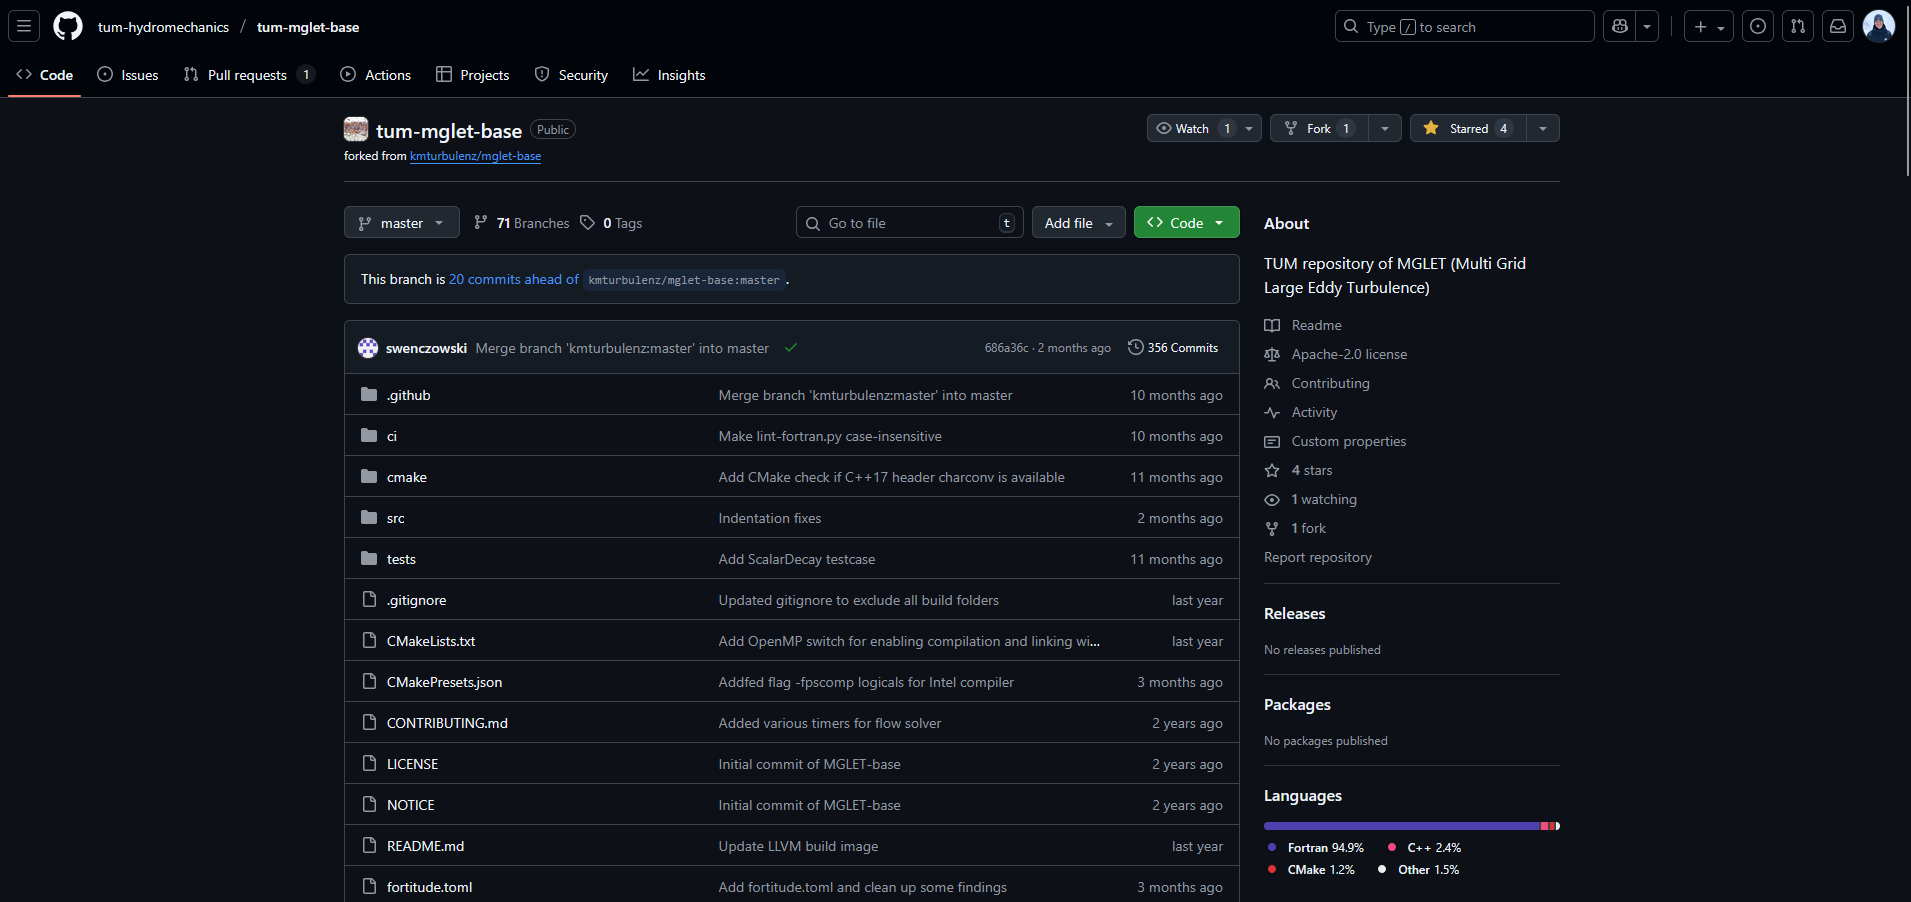 tum-hydromechanics / tum-mglet-base
Type / to search
Code
Issues
Pull requests 1
Actions
Projects
Security
Insights
tum-mglet-base Public
forked from kmturbulenz/mglet-base
Watch 1
Fork 1
Starred 4
master
71 Branches
0 Tags
Go to file t
Add file
Code
This branch is 20 commits ahead of kmturbulenz/mglet-base:master .
swenczowski Merge branch 'kmturbulenz:master' into master 686a36c · 2 months ago 356 Commits
.github Merge branch 'kmturbulenz:master' into master 10 months ago
ci Make lint-fortran.py case-insensitive 10 months ago
cmake Add CMake check if C++17 header charconv is available 11 months ago
src Indentation fixes 2 months ago
tests Add ScalarDecay testcase 11 months ago
.gitignore Updated gitignore to exclude all build folders last year
CMakeLists.txt Add OpenMP switch for enabling compilation and linking wi... last year
CMakePresets.json Addfed flag -fpscomp logicals for Intel compiler 3 months ago
CONTRIBUTING.md Added various timers for flow solver 2 years ago
LICENSE Initial commit of MGLET-base 2 years ago
NOTICE Initial commit of MGLET-base 2 years ago
README.md Update LLVM build image last year
fortitude.toml Add fortitude.toml and clean up some findings 3 months ago
About
TUM repository of MGLET (Multi Grid
Large Eddy Turbulence)
Readme
Apache-2.0 license
Contributing
Activity
Custom properties
4 stars
1 watching
1 fork
Report repository
Releases
No releases published
Packages
No packages published
Languages
Fortran 94.9% C++ 2.4%
CMake 1.2% Other 1.5%